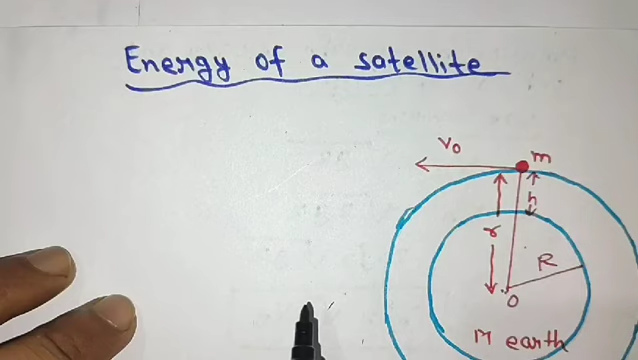 Energy of a satellite
V₀
m
h
r
R
O
M earth